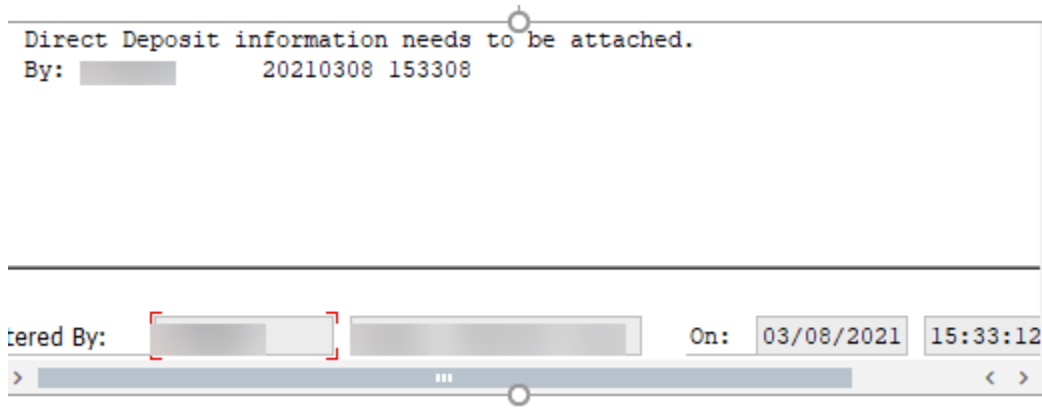 Direct Deposit information needs to be attached.
By: 20210308 153308
tered By: On: 03/08/2021 15:33:12